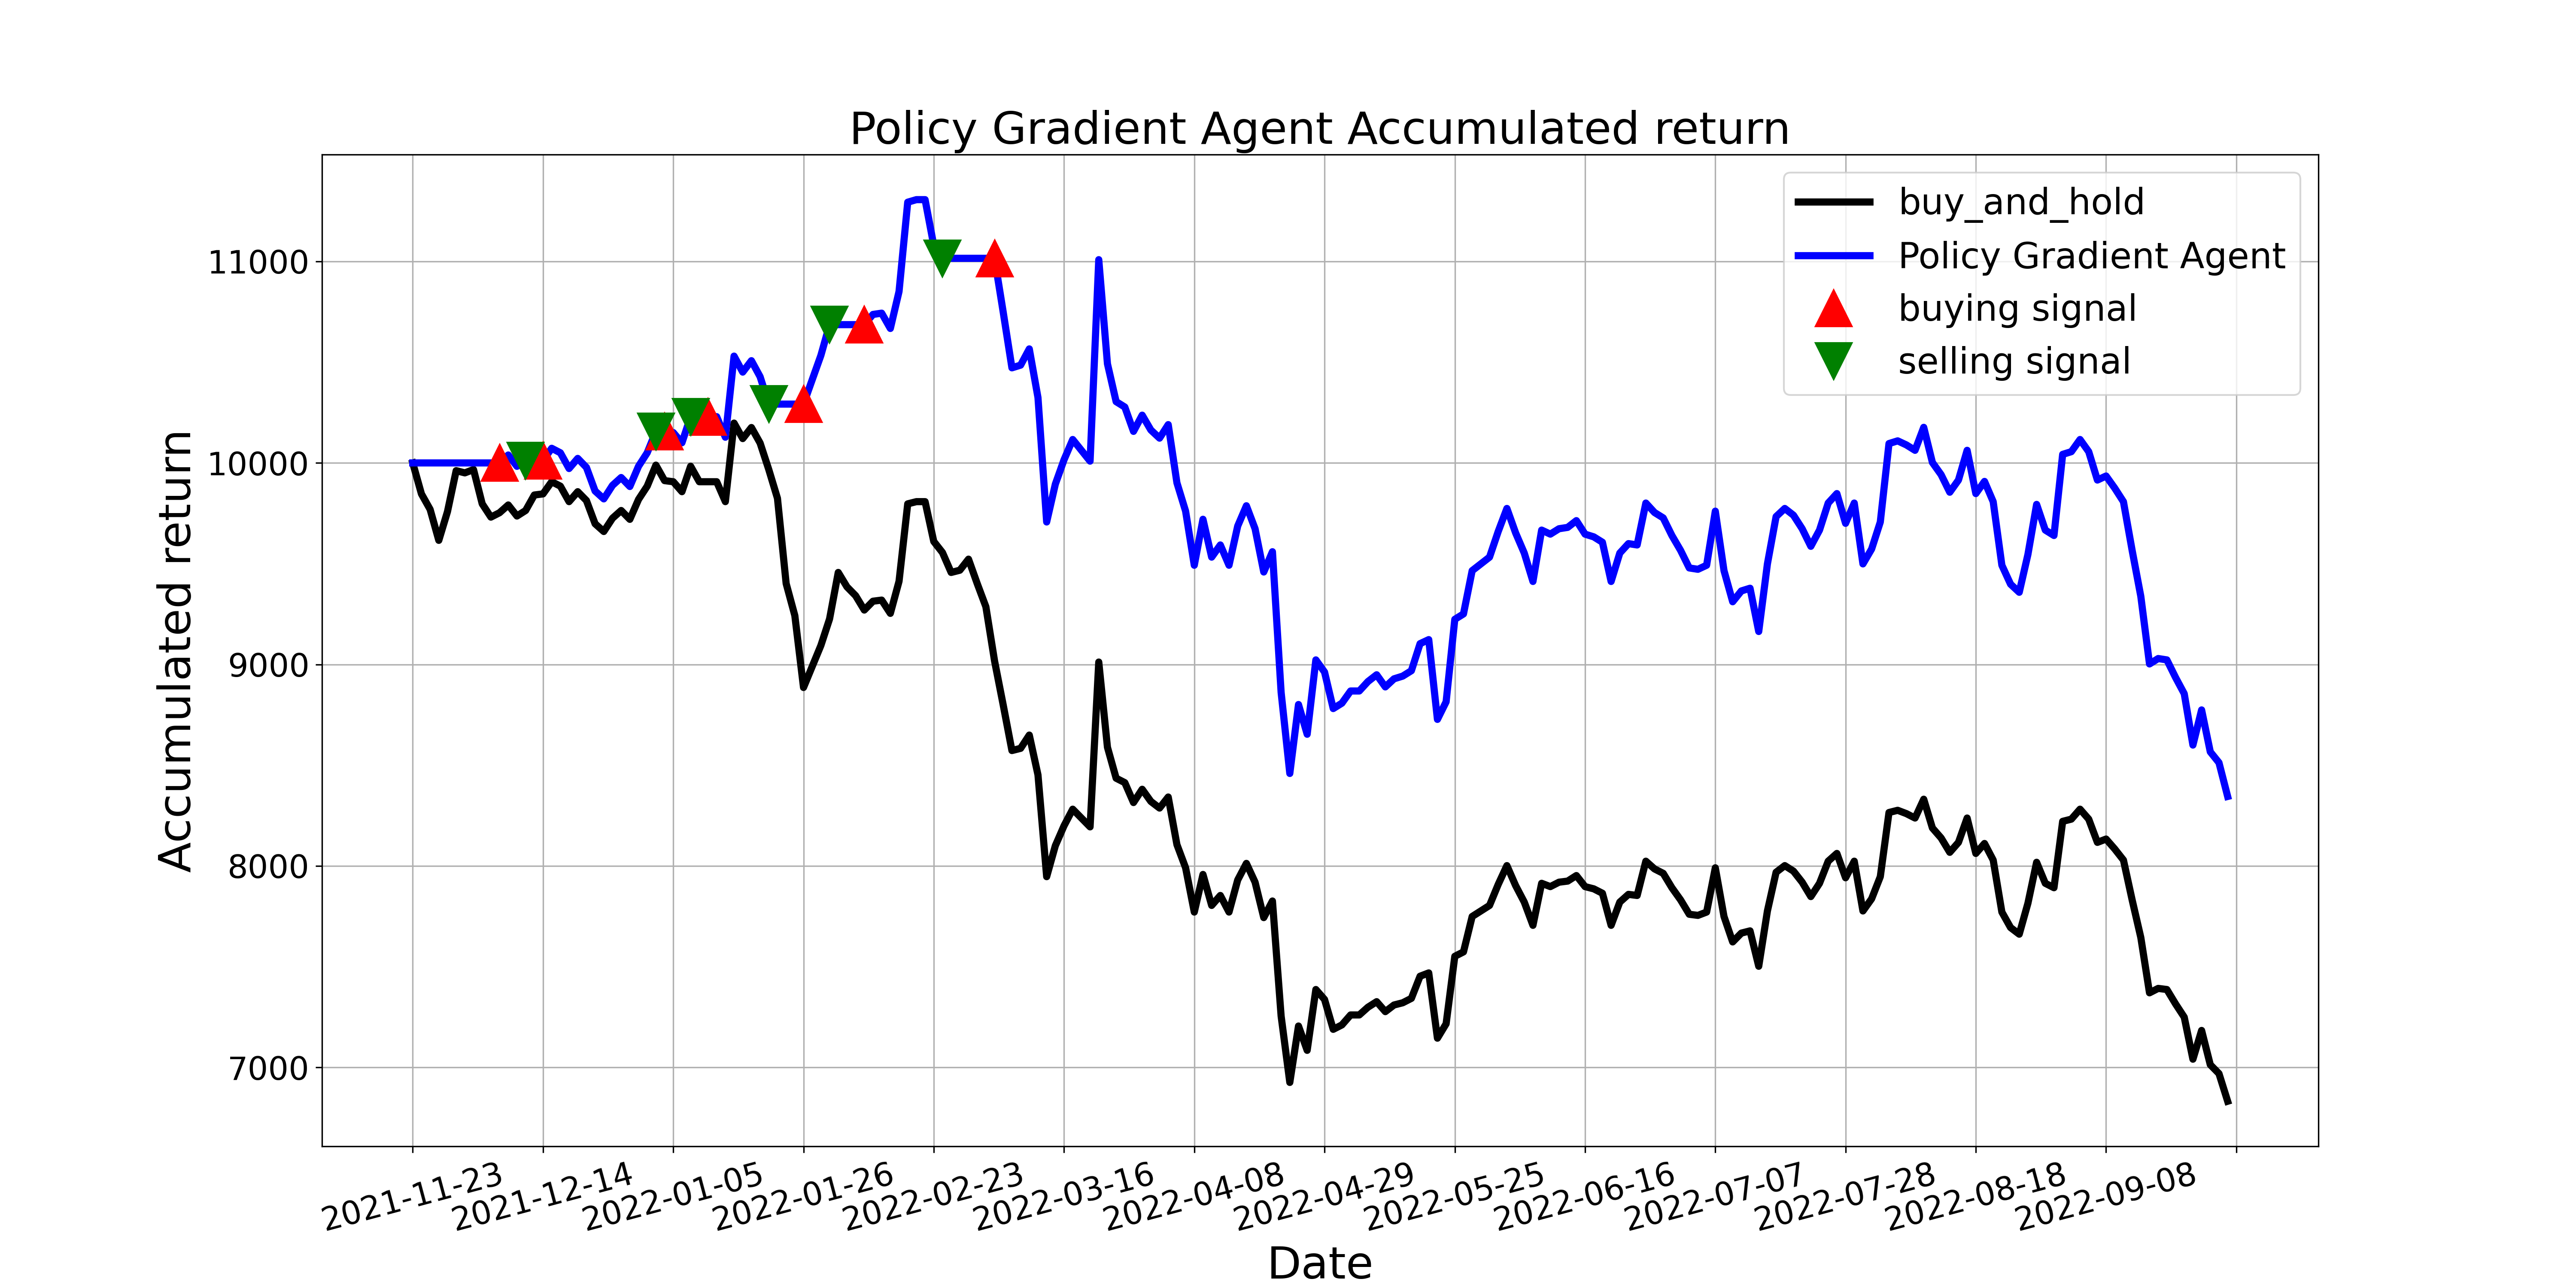 Policy Gradient Agent Accumulated return
buy_and_hold
Policy Gradient Agent
buying signal
selling signal
Accumulated return
11000
10000
9000
8000
7000
2021-11-23
2021-12-14
2022-01-05
2022-01-26
2022-02-23
2022-03-16
2022-04-08
2022-04-29
2022-05-25
2022-06-16
2022-07-07
2022-07-28
2022-08-18
2022-09-08
Date